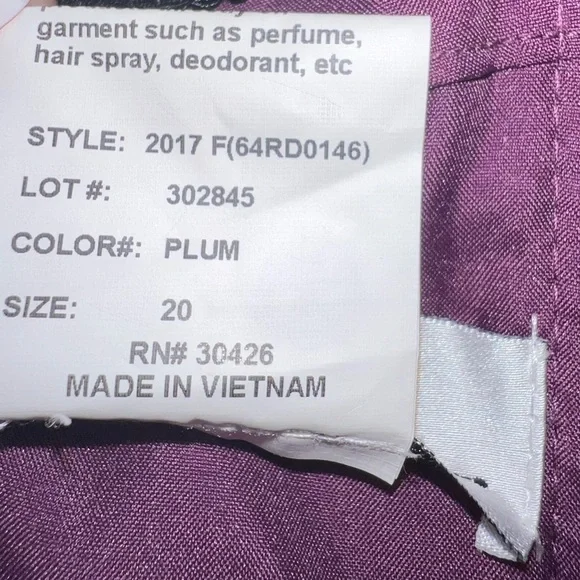 garment such as perfume,
hair spray, deodorant, etc
STYLE: 2017 F(64RD0146)
LOT #: 302845
COLOR#: PLUM
SIZE: 20
RN# 30426
MADE IN VIETNAM